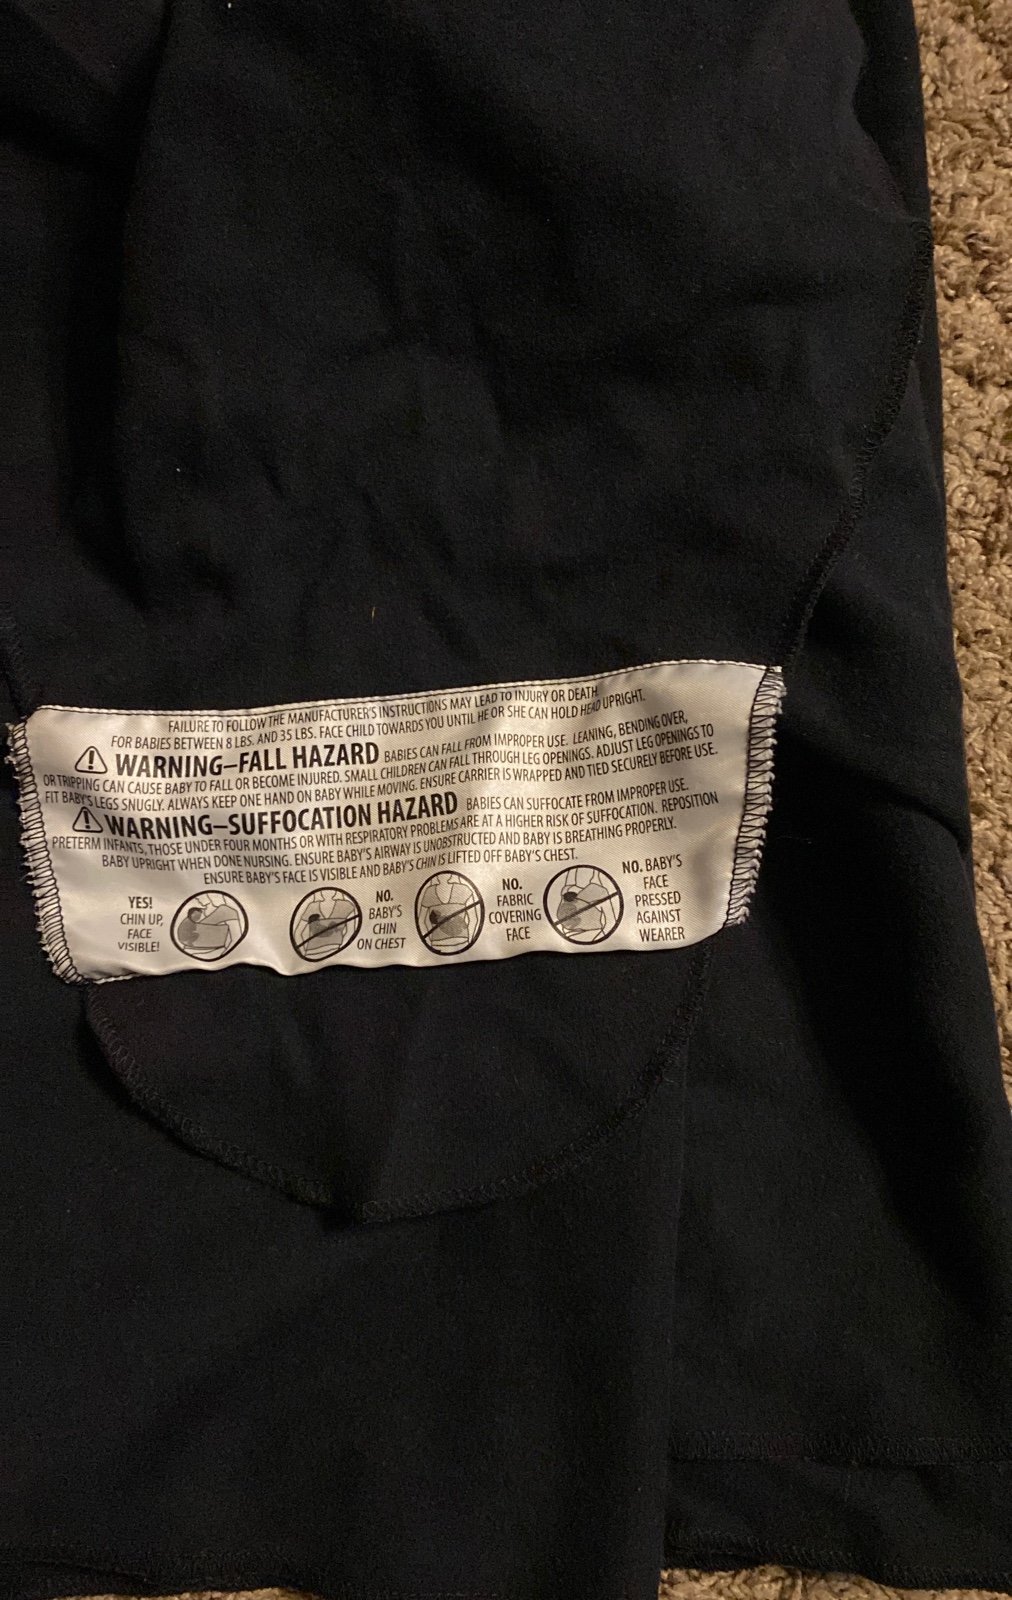 FAILURE TO FOLLOW THE MANUFACTURER'S INSTRUCTIONS MAY LEAD TO INJURY OR DEATH
FOR BABIES BETWEEN 8 LBS. AND 35 LBS. FACE CHILD TOWARDS YOU UNTIL HE OR SHE CAN HOLD HEAD UPRIGHT.
WARNING–FALL HAZARD BABIES CAN FALL FROM IMPROPER USE. LEANING, BENDING OVER,
OR TRIPPING CAN CAUSE BABY TO FALL OR BECOME INJURED. SMALL CHILDREN CAN FALL THROUGH LEG OPENINGS. ADJUST LEG OPENINGS TO
FIT BABY'S LEGS SNUGLY. ALWAYS KEEP ONE HAND ON BABY WHILE MOVING. ENSURE CARRIER IS WRAPPED AND TIED SECURELY BEFORE USE.
WARNING–SUFFOCATION HAZARD BABIES CAN SUFFOCATE FROM IMPROPER USE.
PRETERM INFANTS, THOSE UNDER FOUR MONTHS OR WITH RESPIRATORY PROBLEMS ARE AT A HIGHER RISK OF SUFFOCATION. REPOSITION
BABY UPRIGHT WHEN DONE NURSING. ENSURE BABY'S AIRWAY IS UNOBSTRUCTED AND BABY IS BREATHING PROPERLY.
ENSURE BABY'S FACE IS VISIBLE AND BABY'S CHIN IS LIFTED OFF BABY'S CHEST.
YES!
CHIN UP,
FACE
VISIBLE!
NO.
BABY'S
CHIN
ON CHEST
NO.
FABRIC
COVERING
FACE
NO. BABY'S
FACE
PRESSED
AGAINST
WEARER